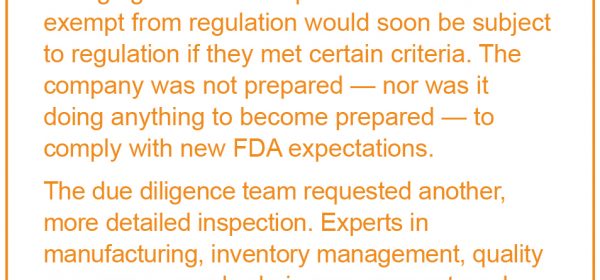 exempt from regulation would soon be subject
to regulation if they met certain criteria. The
company was not prepared — nor was it
doing anything to become prepared — to
comply with new FDA expectations.
The due diligence team requested another,
more detailed inspection. Experts in
manufacturing, inventory management, quality